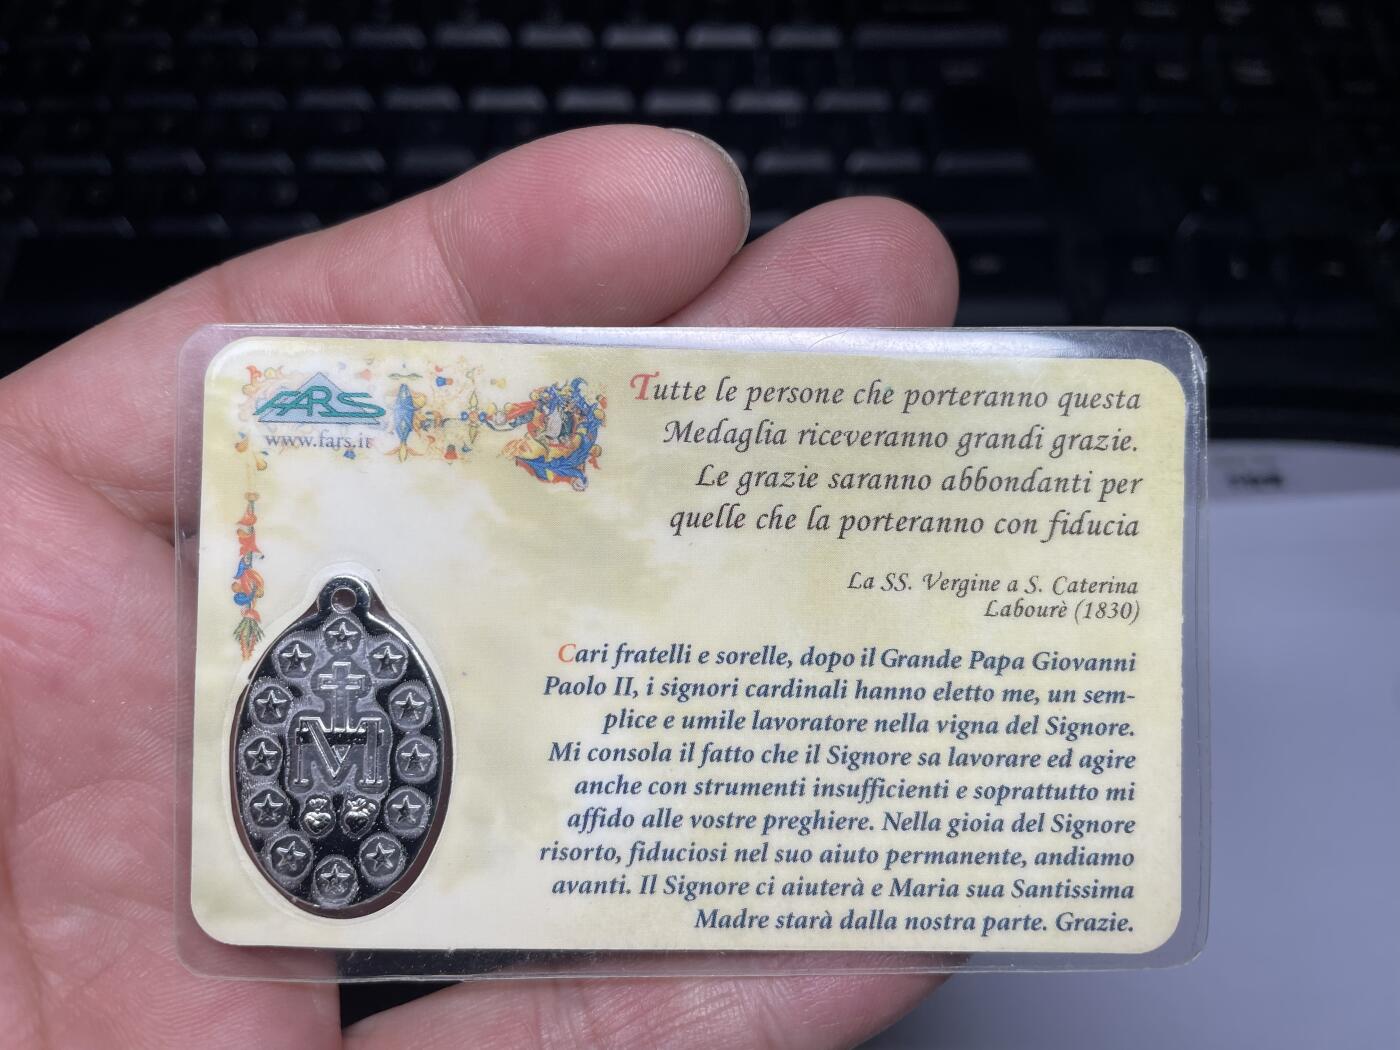 FARS
www.fars.it
Tutte le persone che porteranno questa
Medaglia riceveranno grandi grazie.
Le grazie saranno abbondanti per
quelle che la porteranno con fiducia
La SS. Vergine a S. Caterina
Labourè (1830)
Cari fratelli e sorelle, dopo il Grande Papa Giovanni
Paolo II, i signori cardinali hanno eletto me, un sem-
plice e umile lavoratore nella vigna del Signore.
Mi consola il fatto che il Signore sa lavorare ed agire
anche con strumenti insufficienti e soprattutto mi
affido alle vostre preghiere. Nella gioia del Signore
risorto, fiduciosi nel suo aiuto permanente, andiamo
avanti. Il Signore ci aiuterà e Maria sua Santissima
Madre starà dalla nostra parte. Grazie.
M